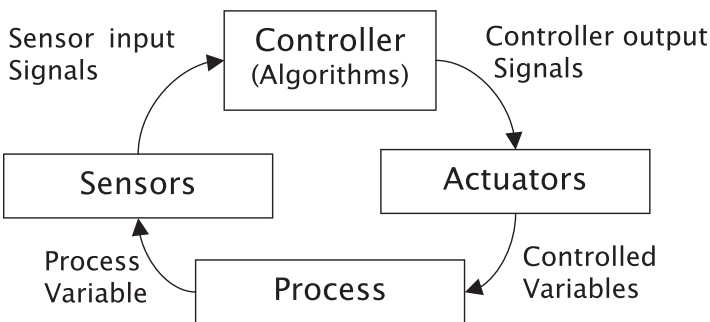 Sensor input
Signals
Controller
(Algorithms)
Controller output
Signals
Sensors
Actuators
Process
Variable
Process
Controlled
Variables